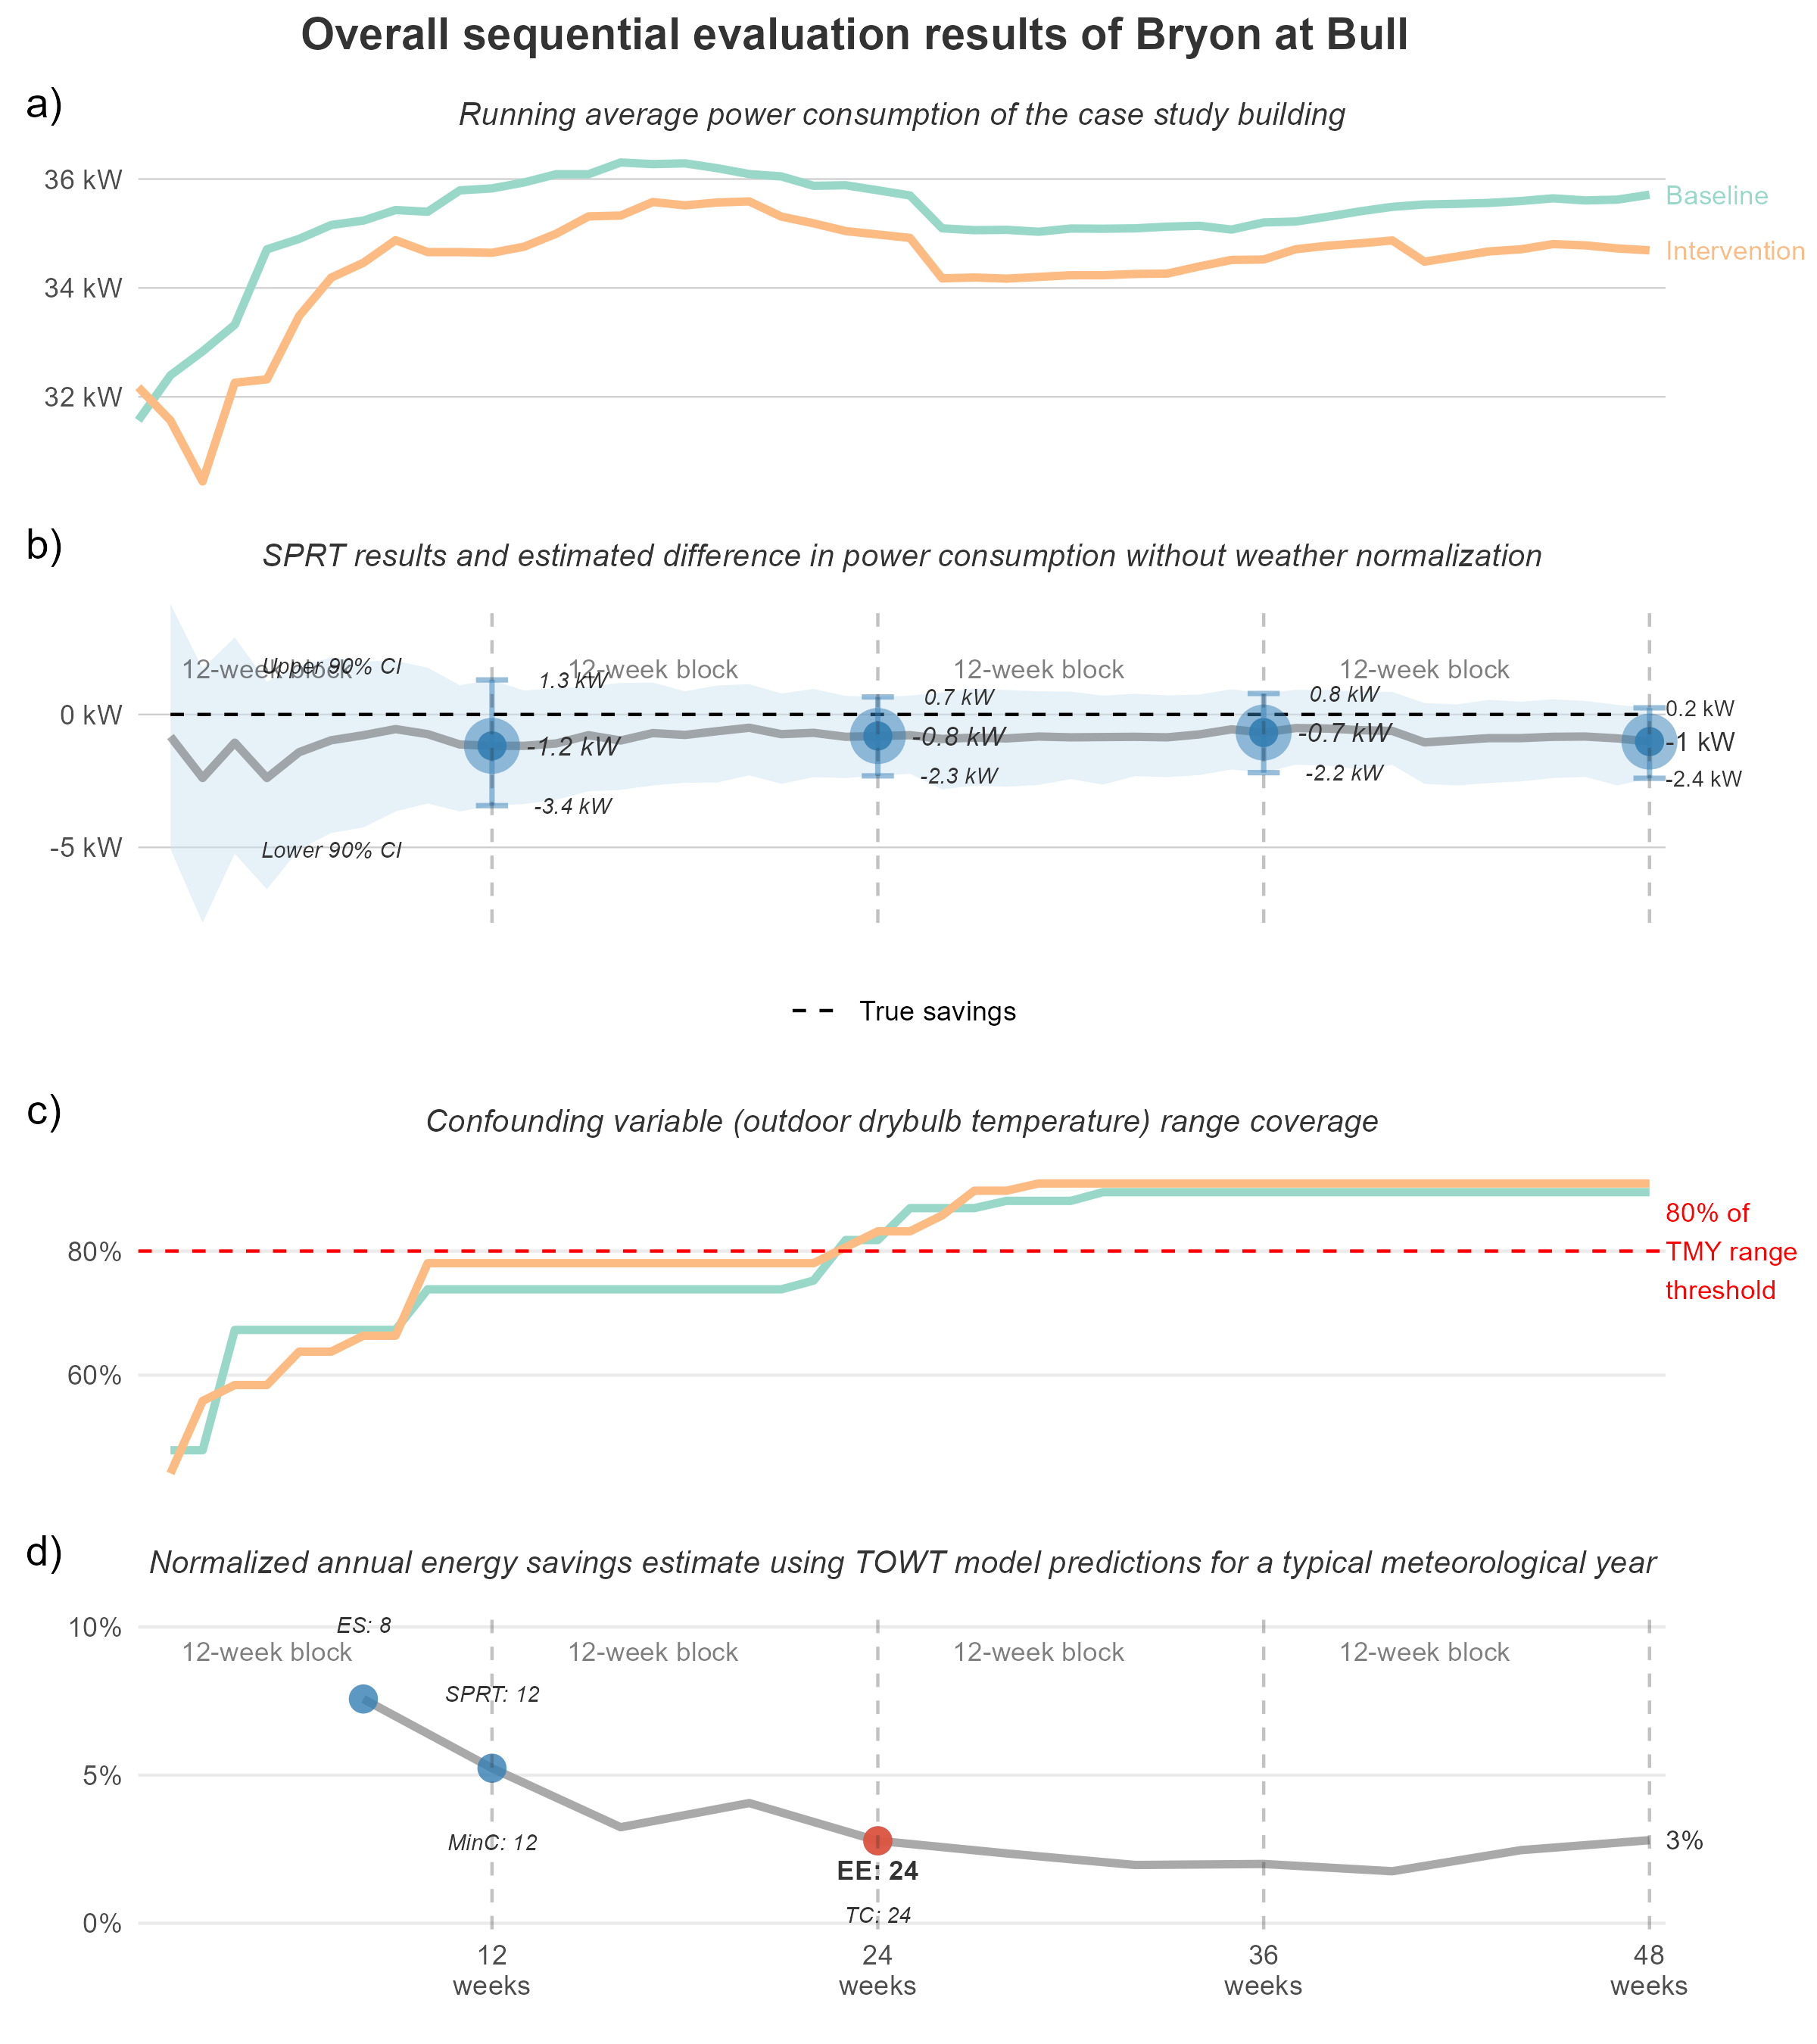 Overall sequential evaluation results of Bryon at Bull
a)
Running average power consumption of the case study building
36 kW
34 kW
32 kW
Baseline
Intervention
b)
SPRT results and estimated difference in power consumption without weather normalization
12-week block
12-week block
12-week block
12-week block
Upper 90% CI
Lower 90% CI
0 kW
-5 kW
1.3 kW
-1.2 kW
-3.4 kW
0.7 kW
-0.8 kW
-2.3 kW
0.8 kW
-0.7 kW
-2.2 kW
0.2 kW
-1 kW
-2.4 kW
True savings
c)
Confounding variable (outdoor drybulb temperature) range coverage
80%
60%
80% of
TMY range
threshold
d)
Normalized annual energy savings estimate using TOWT model predictions for a typical meteorological year
10%
5%
0%
ES: 8
12-week block
12-week block
12-week block
12-week block
SPRT: 12
MinC: 12
EE: 24
TC: 24
3%
12
weeks
24
weeks
36
weeks
48
weeks